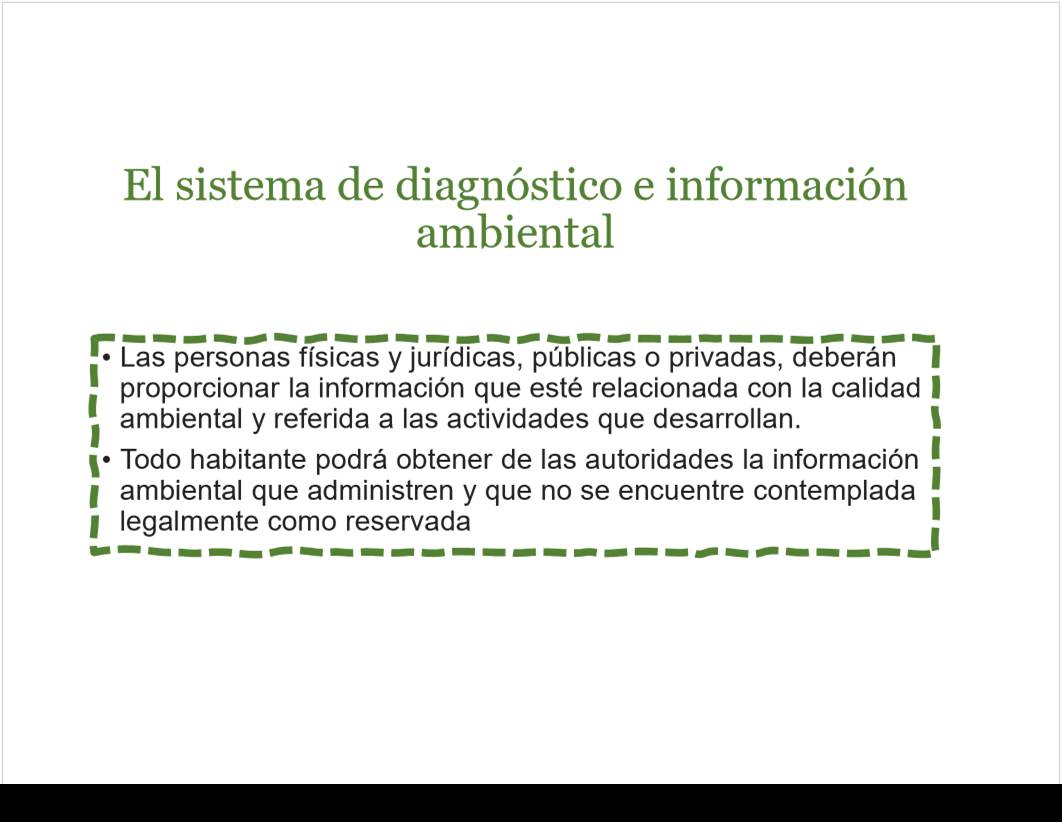 El sistema de diagnóstico e información
ambiental
• Las personas físicas y jurídicas, públicas o privadas, deberán
proporcionar la información que esté relacionada con la calidad
ambiental y referida a las actividades que desarrollan.
• Todo habitante podrá obtener de las autoridades la información
ambiental que administren y que no se encuentre contemplada
legalmente como reservada